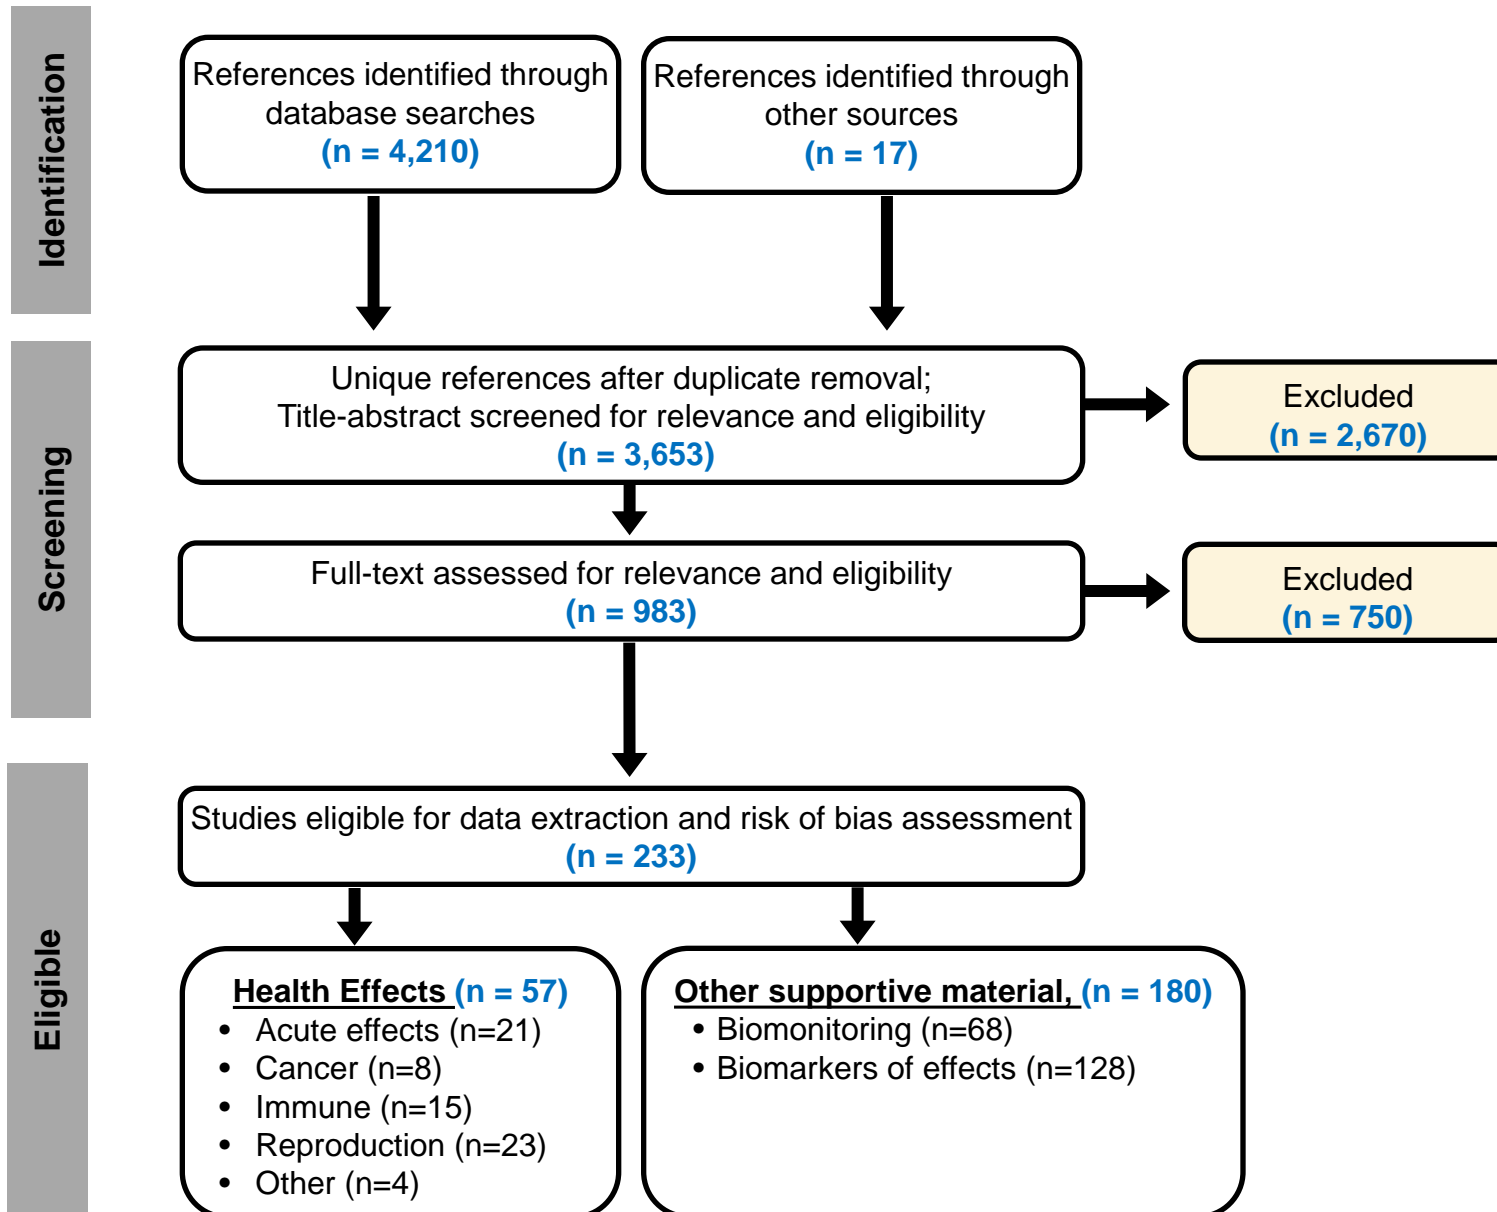 Identification
References identified through
database searches
(n = 4,210)
References identified through
other sources
(n = 17)
Screening
Unique references after duplicate removal;
Title-abstract screened for relevance and eligibility
(n = 3,653)
Excluded
(n = 2,670)
Full-text assessed for relevance and eligibility
(n = 983)
Excluded
(n = 750)
Eligible
Studies eligible for data extraction and risk of bias assessment
(n = 233)
Health Effects (n = 57)
• Acute effects (n=21)
• Cancer (n=8)
• Immune (n=15)
• Reproduction (n=23)
• Other (n=4)
Other supportive material, (n = 180)
• Biomonitoring (n=68)
• Biomarkers of effects (n=128)